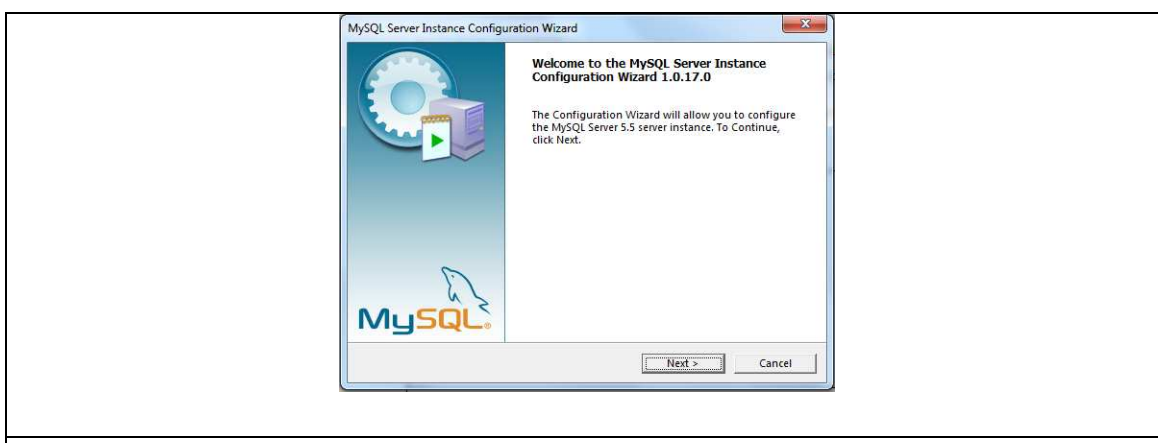 MySQL Server Instance Configuration Wizard
Welcome to the MySQL Server Instance
Configuration Wizard 1.0.17.0
The Configuration Wizard will allow you to configure
the MySQL Server 5.5 server instance. To Continue,
click Next.
MySQL®
Next >
Cancel